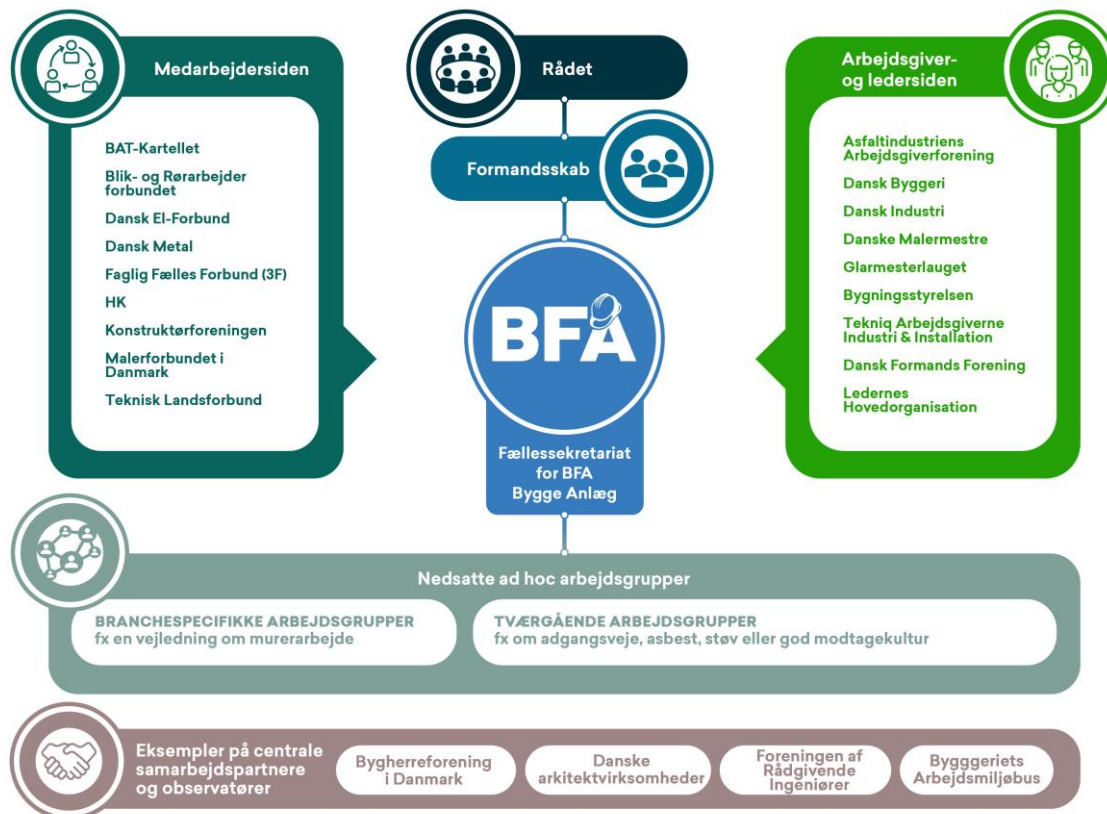 Medarbejdersiden
BAT-Kartellet
Blik- og Rørarbejder
forbundet
Dansk El-Forbund
Dansk Metal
Faglig Fælles Forbund (3F)
HK
Konstruktørforeningen
Malerforbundet i
Danmark
Teknisk Landsforbund
Rådet
Formandsskab
BFA
Fællessekretariat
for BFA
Bygge Anlæg
Arbejdsgiver-
og ledersiden
Asfaltindustriens
Arbejdsgiverforening
Dansk Byggeri
Dansk Industri
Danske Malermestre
Glarmesterlauget
Bygningsstyrelsen
Tekniq Arbejdsgiverne
Industri & Installation
Dansk Formands Forening
Ledernes
Hovedorganisation
Nedsatte ad hoc arbejdsgrupper
BRANCHESPECIFIKKE ARBEJDSGRUPPER
fx en vejledning om murerarbejde
TVÆRGÅENDE ARBEJDSGRUPPER
fx om adgangsveje, asbest, støv eller god modtagekultur
Eksempler på centrale
samarbejdspartnere
og observatører
Bygherreforening
i Danmark
Danske
arkitektvirksomheder
Foreningen af
Rådgivende
Ingeniører
Bygggeriets
Arbejdsmiljøbus